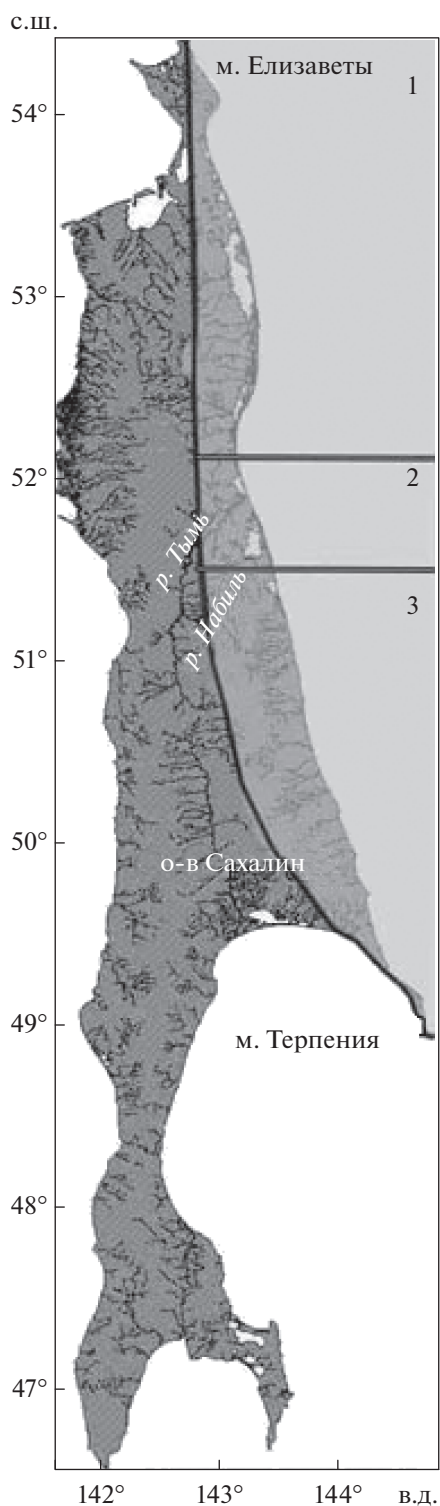 с.ш.
м. Елизаветы
1
54°
53°
52°
2
р. Тымь
3
р. Набиль
51°
50°
о-в Сахалин
49°
м. Терпения
48°
47°
142° 143° 144° в.д.